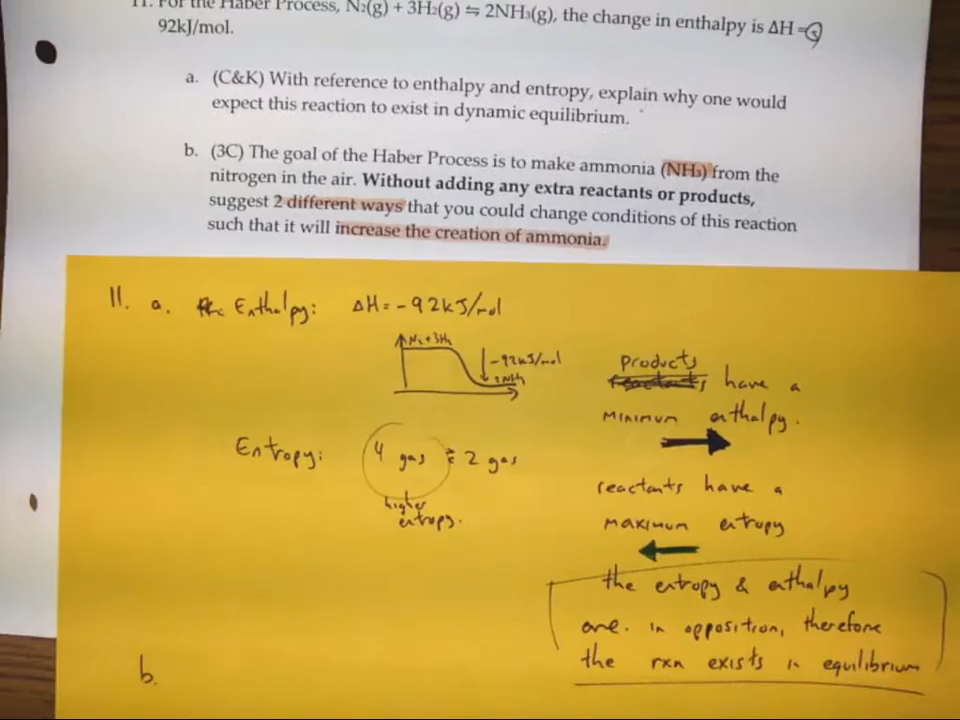 11. For the Haber Process, N₂(g) + 3H₂(g) ⇋ 2NH₃(g), the change in enthalpy is ΔH =-
92kJ/mol.
a. (C&K) With reference to enthalpy and entropy, explain why one would
expect this reaction to exist in dynamic equilibrium.
b. (3C) The goal of the Haber Process is to make ammonia (NH₃) from the
nitrogen in the air. Without adding any extra reactants or products,
suggest 2 different ways that you could change conditions of this reaction
such that it will increase the creation of ammonia.
11. a. Enthalpy: ΔH = -92kJ/mol
N₂ + 3H₂
-92kJ/mol
2NH₃
products
reactants have a
minimum enthalpy.
Entropy: 4 gas ⇌ 2 gas
higher
entropy.
reactants have a
maximum entropy
the entropy & enthalpy
are. in opposition, therefore
the rxn exists in equilibrium
b.